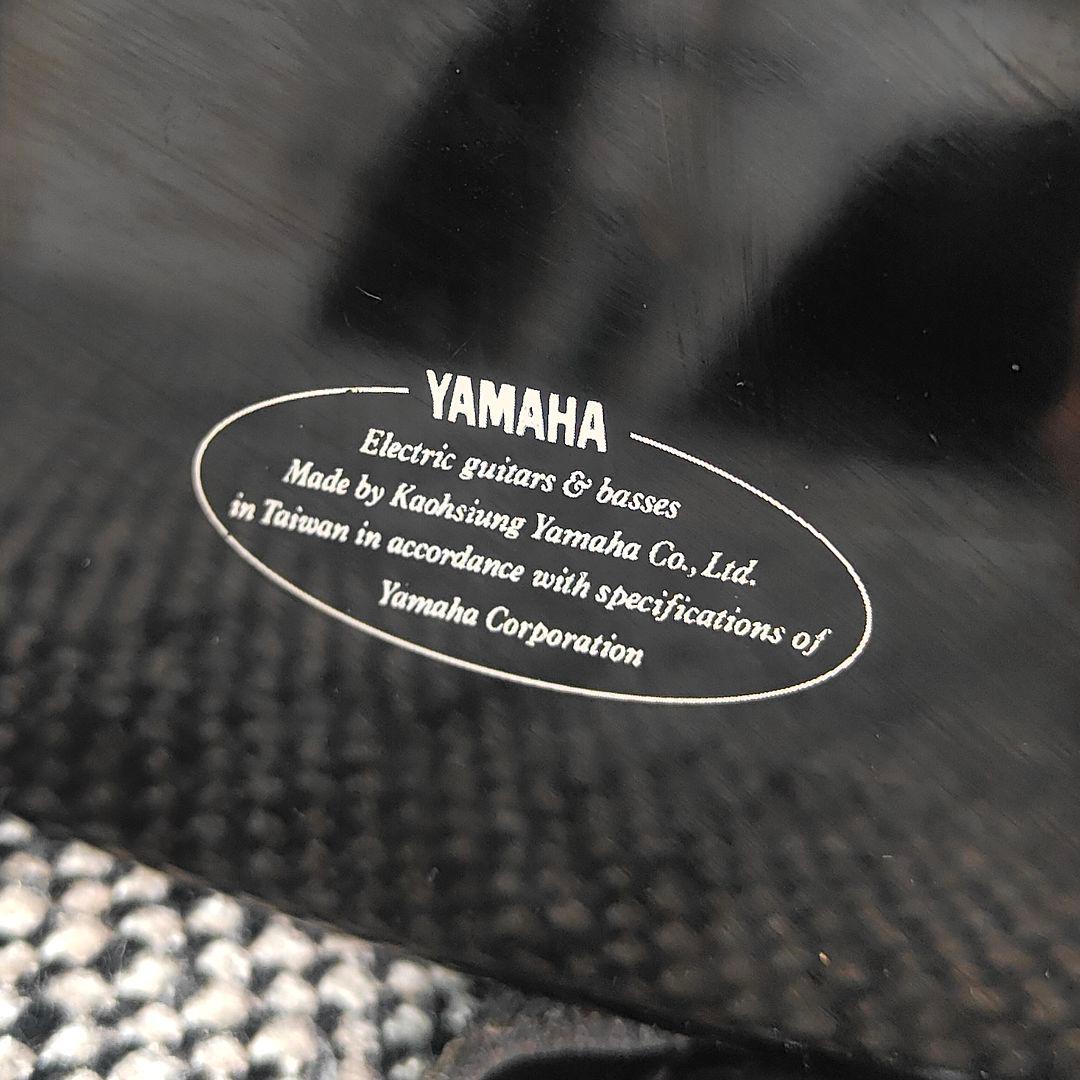 YAMAHA
Electric guitars & basses
Made by Kaohsiung Yamaha Co., Ltd.
in Taiwan in accordance with specifications of
Yamaha Corporation